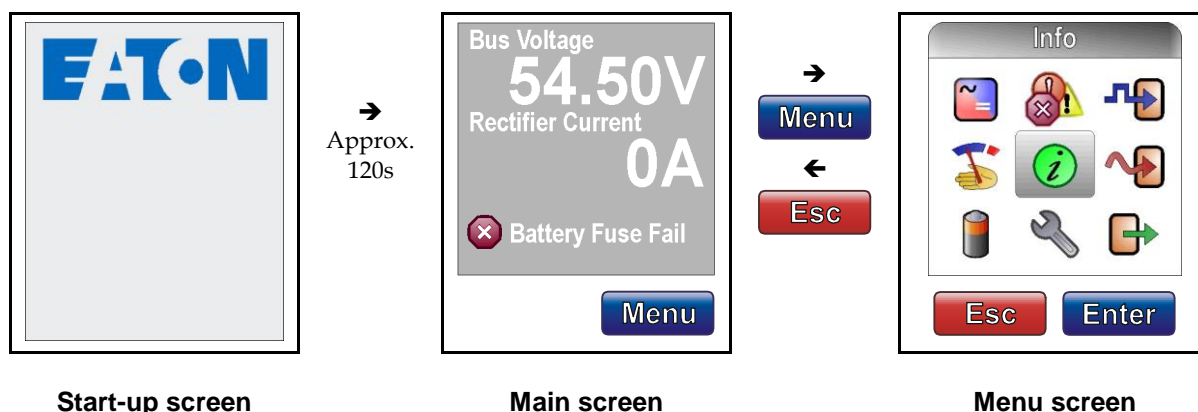 EATON
➔
Approx.
120s
Bus Voltage
54.50V
Rectifier Current
0A
Battery Fuse Fail
Menu
➔
Menu
←
Esc
Info
Esc
Enter
Start-up screen
Main screen
Menu screen